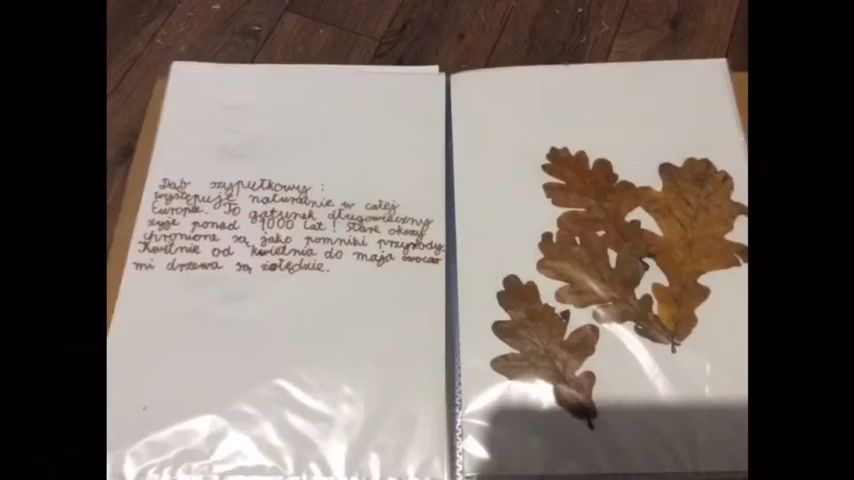 Dąb szypułkowy :
występuje naturalnie w całej
Europie. To gatunek długowieczny
żyje ponad 1000 lat! Stare okazy
chronione są jako pomniki przyrody.
Kwitnie od kwietnia do maja owoca-
mi drzewa są żołędzie.